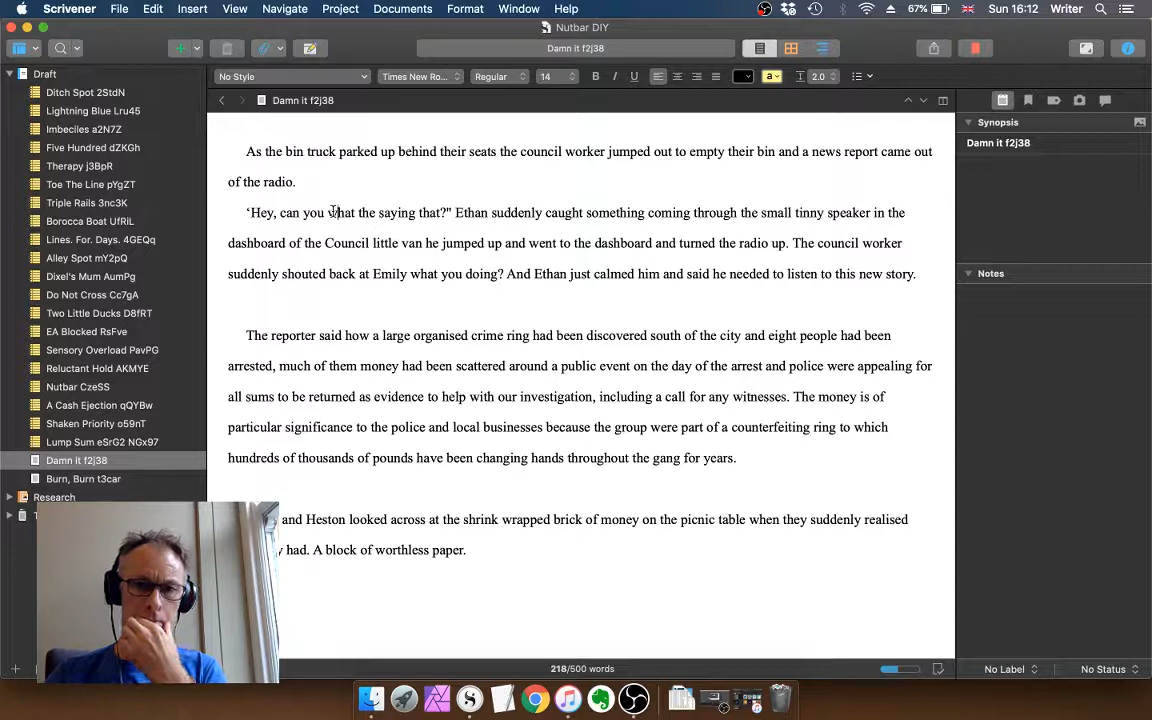 Scrivener File Edit Insert View Navigate Project Documents Format Window Help 67% Sun 16:12 Writer
Nutbar DIY
Damn it f2j38
No Style Times New Ro... Regular 14 B I U a 2.0
Damn it f2j38
Draft
Ditch Spot 2StdN
Lightning Blue Lru45
Imbeciles a2N7Z
Five Hundred dZKGh
Therapy j3BpR
Toe The Line pYgZT
Triple Rails 3nc3K
Borocca Boat UfRiL
Lines. For. Days. 4GEQq
Alley Spot mY2pQ
Dixel's Mum AumPg
Do Not Cross Cc7gA
Two Little Ducks D8fRT
EA Blocked RsFve
Sensory Overload PavPG
Reluctant Hold AKMYE
Nutbar CzeSS
A Cash Ejection qQYBw
Shaken Priority o59nT
Lump Sum eSrG2 NGx97
Damn it f2j38
Burn, Burn t3car
Research
T
As the bin truck parked up behind their seats the council worker jumped out to empty their bin and a news report came out
of the radio.
‘Hey, can you what the saying that?" Ethan suddenly caught something coming through the small tinny speaker in the
dashboard of the Council little van he jumped up and went to the dashboard and turned the radio up. The council worker
suddenly shouted back at Emily what you doing? And Ethan just calmed him and said he needed to listen to this new story.
The reporter said how a large organised crime ring had been discovered south of the city and eight people had been
arrested, much of them money had been scattered around a public event on the day of the arrest and police were appealing for
all sums to be returned as evidence to help with our investigation, including a call for any witnesses. The money is of
particular significance to the police and local businesses because the group were part of a counterfeiting ring to which
hundreds of thousands of pounds have been changing hands throughout the gang for years.
and Heston looked across at the shrink wrapped brick of money on the picnic table when they suddenly realised
y had. A block of worthless paper.
218/500 words
Synopsis
Damn it f2j38
Notes
No Label No Status